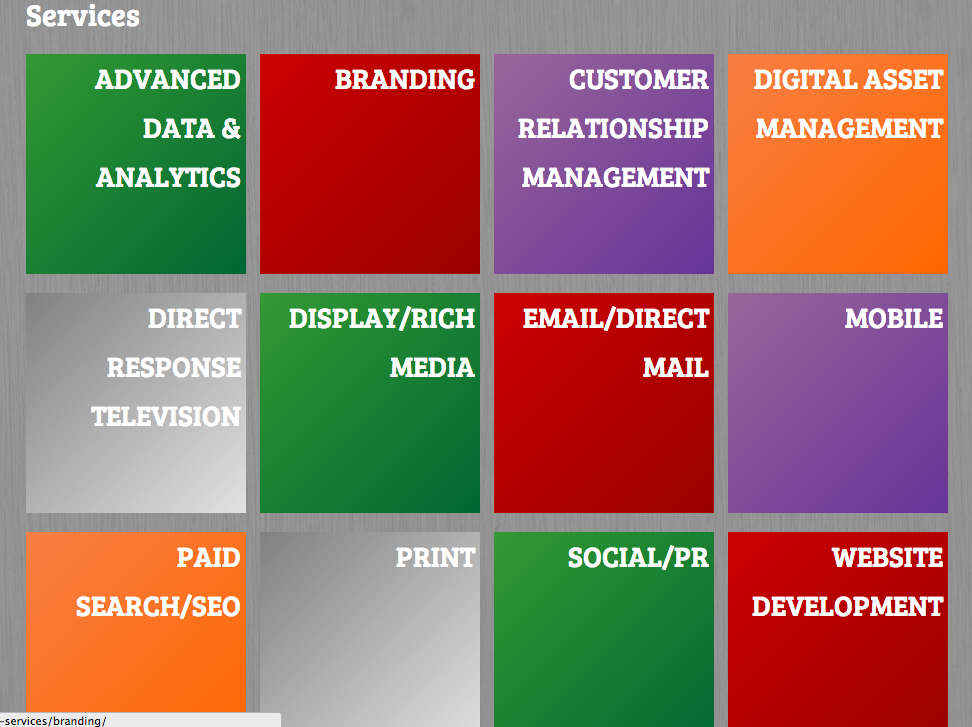 Services
ADVANCED
DATA &
ANALYTICS
BRANDING
CUSTOMER
RELATIONSHIP
MANAGEMENT
DIGITAL ASSET
MANAGEMENT
DIRECT
RESPONSE
TELEVISION
DISPLAY/RICH
MEDIA
EMAIL/DIRECT
MAIL
MOBILE
PAID
SEARCH/SEO
PRINT
SOCIAL/PR
WEBSITE
DEVELOPMENT
-services/branding/